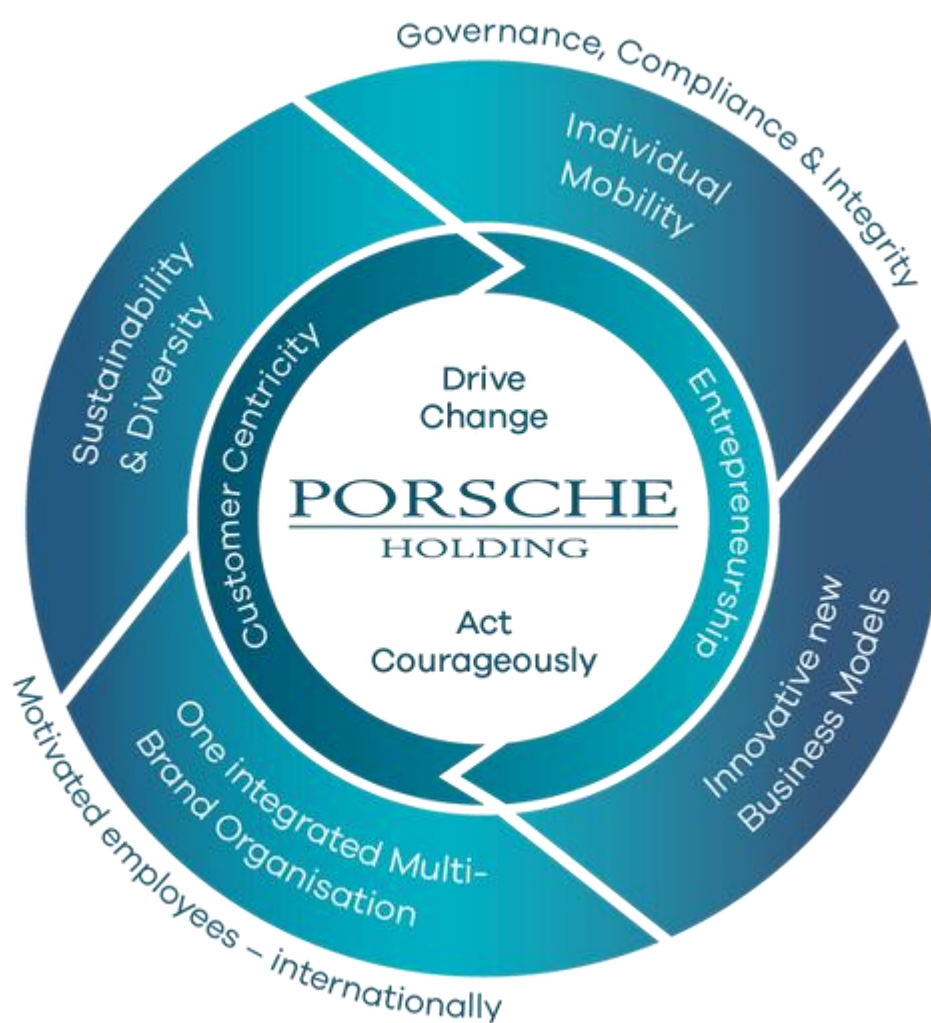 Governance, Compliance & Integrity
Individual
Mobility
Sustainability
& Diversity
Customer Centricity
Entrepreneurship
Drive
Change
PORSCHE
HOLDING
Act
Courageously
Innovative new
Business Models
One integrated Multi-
Brand Organisation
Motivated employees – internationally